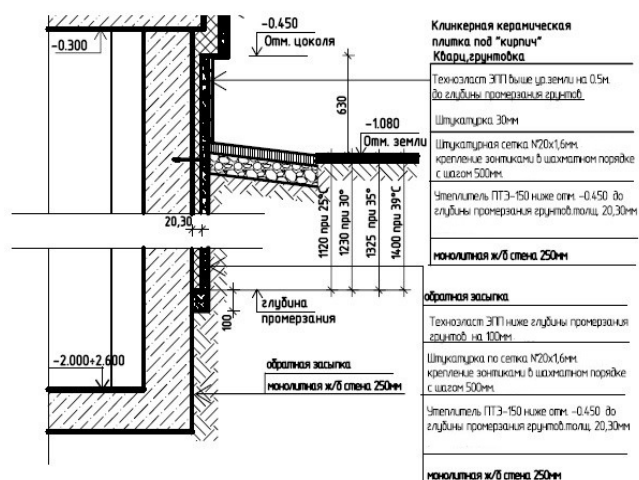 -0.450
Отм. цоколя
-0.300
630
-1.080
Отм. земли
20,30
1120 при 25°С
1230 при 30°
1325 при 35°
1400 при 39°С
глубина
промерзания
100
-2.000÷2.600
обратная засыпка
монолитная ж/б стена 250мм
Клинкерная керамическая
плитка под "кирпич"
Кварц,грунтовка
Техноэласт ЭПП выше ур.земли на 0.5м.
до глубины промерзания грунтов
Штукатурка 30мм
Штукатурная сетка №20х1,6мм.
крепление зонтиками в шахматном порядке
с шагом 500мм.
Утеплитель ПТЭ-150 ниже отм. -0.450 до
глубины промерзания грунтов.толщ. 20,30мм
монолитная ж/б стена 250мм
обратная засыпка
Техноэласт ЭПП ниже глубины промерзания
грунтов на 100мм
Штукатурка по сетка №20х1,6мм.
крепление зонтиками в шахматном порядке
с шагом 500мм.
Утеплитель ПТЭ-150 ниже отм. -0.450 до
глубины промерзания грунтов.толщ. 20,30мм
монолитная ж/б стена 250мм